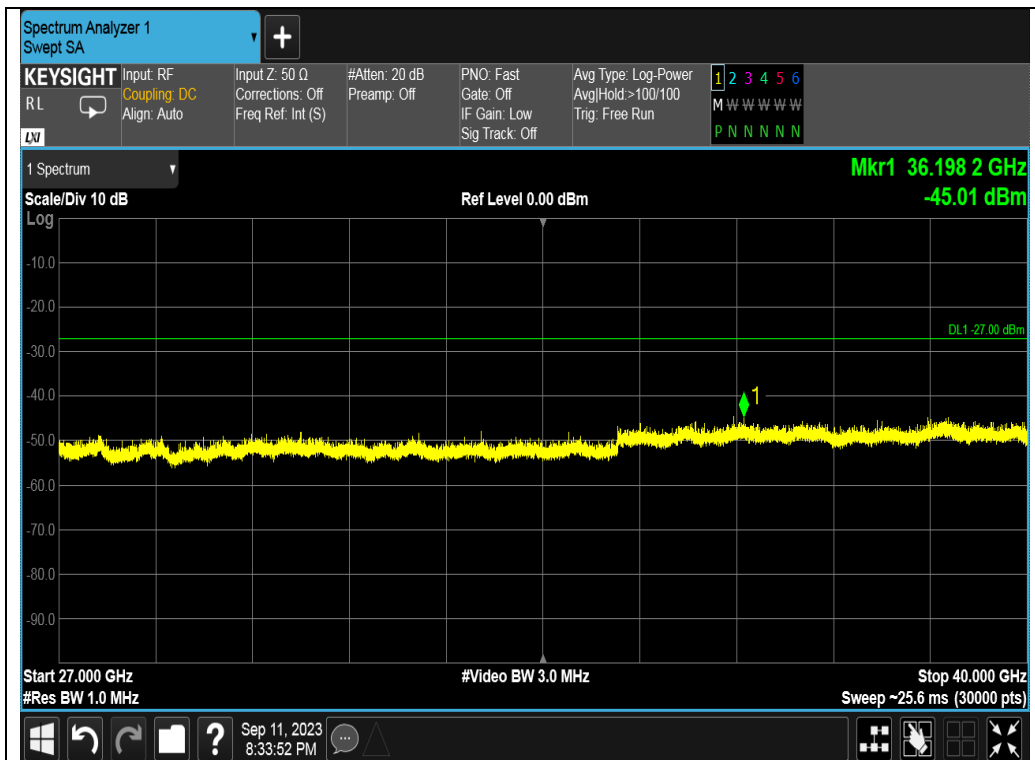 Spectrum Analyzer 1
Swept SA
+
KEYSIGHT
RL
LXI
Input: RF
Coupling: DC
Align: Auto
Input Z: 50 Ω
Corrections: Off
Freq Ref: Int (S)
#Atten: 20 dB
Preamp: Off
PNO: Fast
Gate: Off
IF Gain: Low
Sig Track: Off
Avg Type: Log-Power
Avg|Hold:>100/100
Trig: Free Run
1 2 3 4 5 6
M W W W W W
P N N N N N
1 Spectrum
Mkr1 36.198 2 GHz
Scale/Div 10 dB
Ref Level 0.00 dBm
-45.01 dBm
Log
-10.0
-20.0
DL1 -27.00 dBm
-30.0
-40.0
1
-50.0
-60.0
-70.0
-80.0
-90.0
Start 27.000 GHz
#Video BW 3.0 MHz
Stop 40.000 GHz
#Res BW 1.0 MHz
Sweep ~25.6 ms (30000 pts)
?
Sep 11, 2023
8:33:52 PM